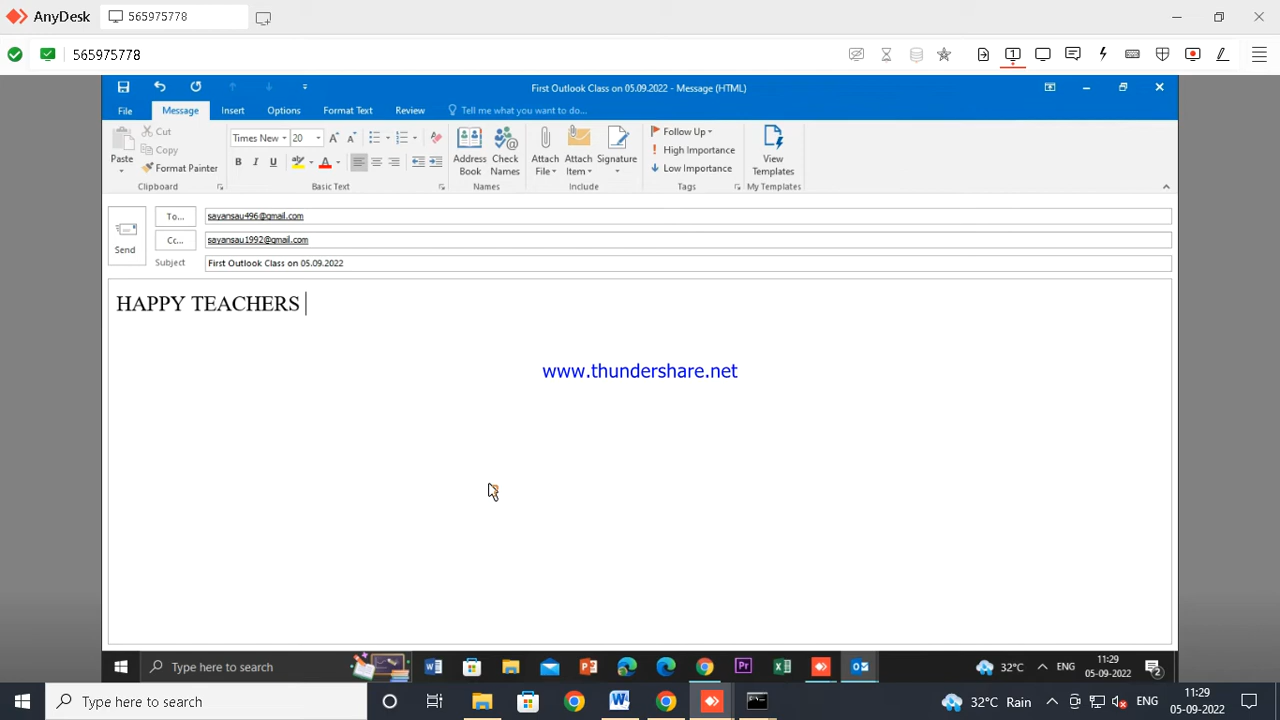 AnyDesk
565975778
565975778
1
First Outlook Class on 05.09.2022 - Message (HTML)
File Message Insert Options Format Text Review Tell me what you want to do...
Paste
Cut
Copy
Format Painter
Clipboard
Times New 20
B I U
Basic Text
Address Book
Check Names
Names
Attach File
Attach Item
Signature
Include
Follow Up
High Importance
Low Importance
Tags
View Templates
My Templates
Send
To... sayansau496@gmail.com
Cc... sayansau1992@gmail.com
Subject First Outlook Class on 05.09.2022
HAPPY TEACHERS
www.thundershare.net
Type here to search
32°C ENG 11:29 05-09-2022 2
Type here to search
32°C Rain ENG 11:29 05-09-2022